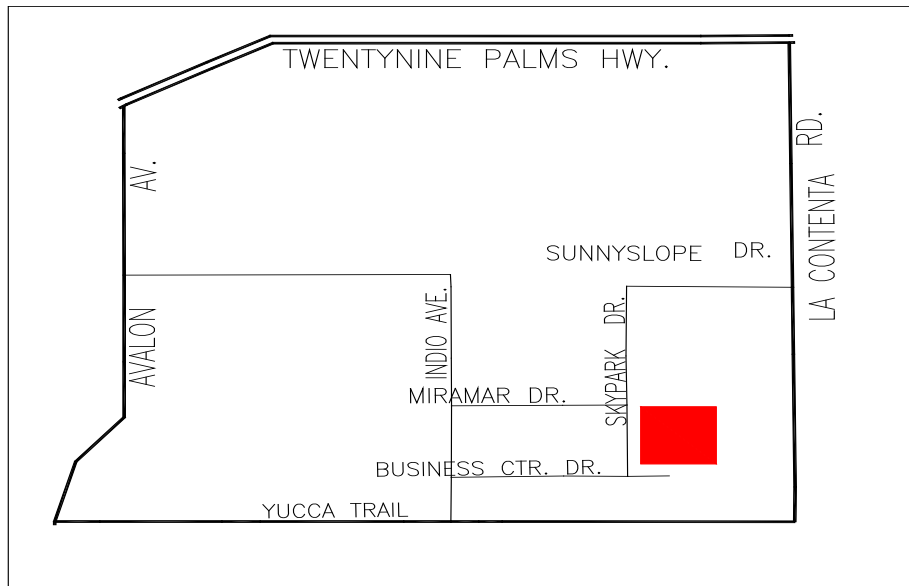 TWENTYNINE PALMS HWY.
AVALON AV.
LA CONTENTA RD.
SUNNYSLOPE DR.
INDIO AVE.
SKYPARK DR.
MIRAMAR DR.
BUSINESS CTR. DR.
YUCCA TRAIL